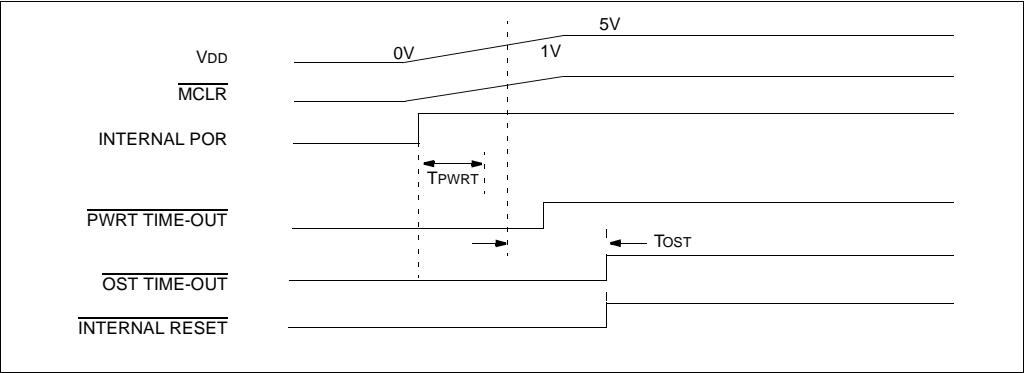 5V
VDD
0V
1V
MCLR
INTERNAL POR
TPWRT
PWRT TIME-OUT
TOST
OST TIME-OUT
INTERNAL RESET